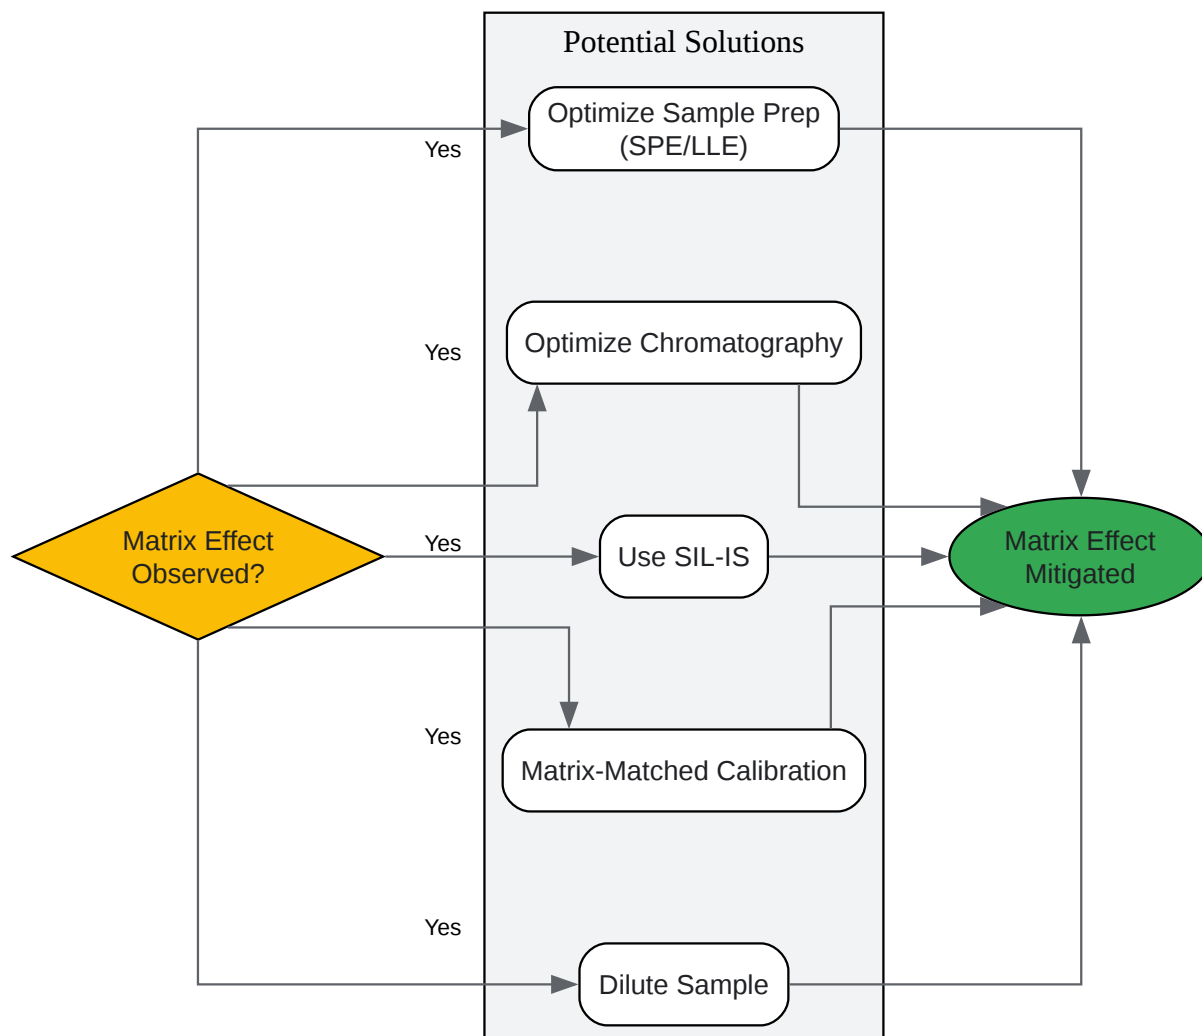 Potential Solutions
Optimize Sample Prep
(SPE/LLE)
Yes
Optimize Chromatography
Yes
Matrix Effect
Observed?
Yes
Use SIL-IS
Matrix Effect
Mitigated
Yes
Matrix-Matched Calibration
Yes
Dilute Sample